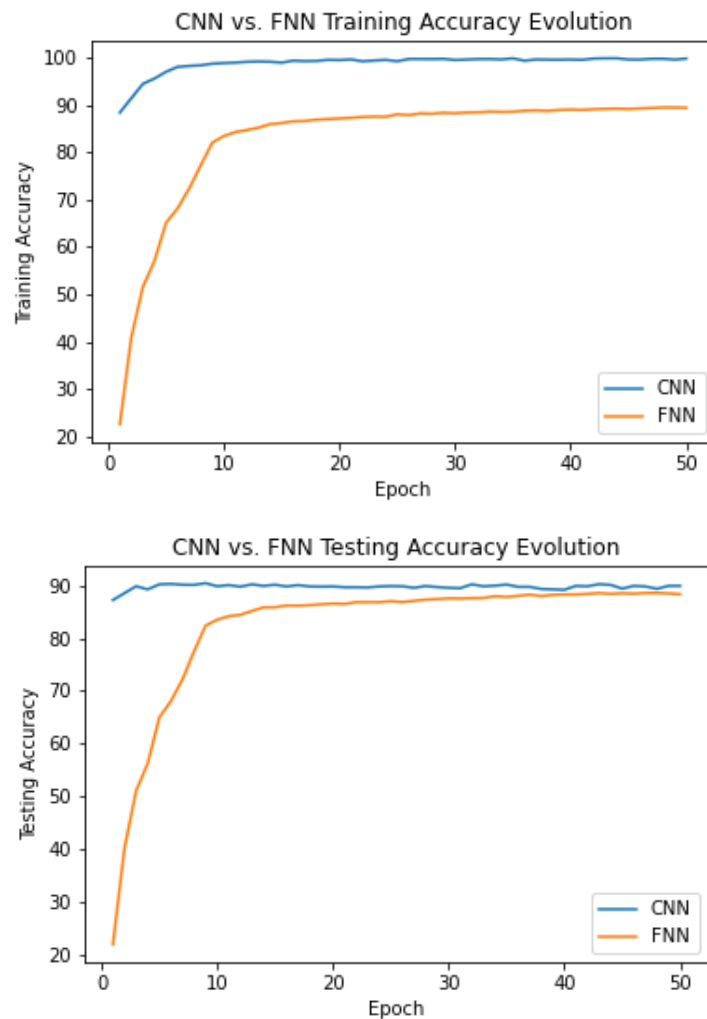 CNN vs. FNN Training Accuracy Evolution
100
90
80
70
60
50
40
30
20
Training Accuracy
CNN
FNN
0 10 20 30 40 50
Epoch
CNN vs. FNN Testing Accuracy Evolution
90
80
70
60
50
40
30
20
Testing Accuracy
CNN
FNN
0 10 20 30 40 50
Epoch